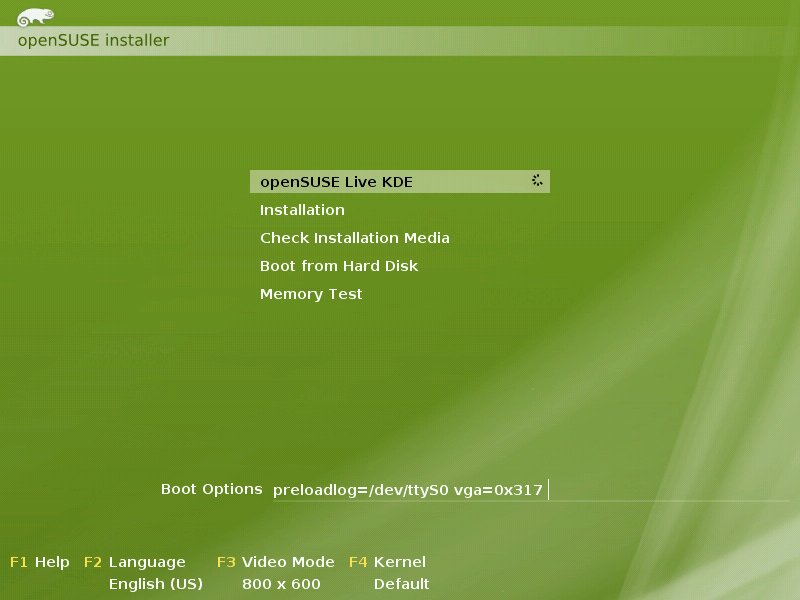 openSUSE installer
openSUSE Live KDE
Installation
Check Installation Media
Boot from Hard Disk
Memory Test
Boot Options preloadlog=/dev/ttyS0 vga=0x317
F1 Help F2 Language F3 Video Mode F4 Kernel
English (US) 800 x 600 Default